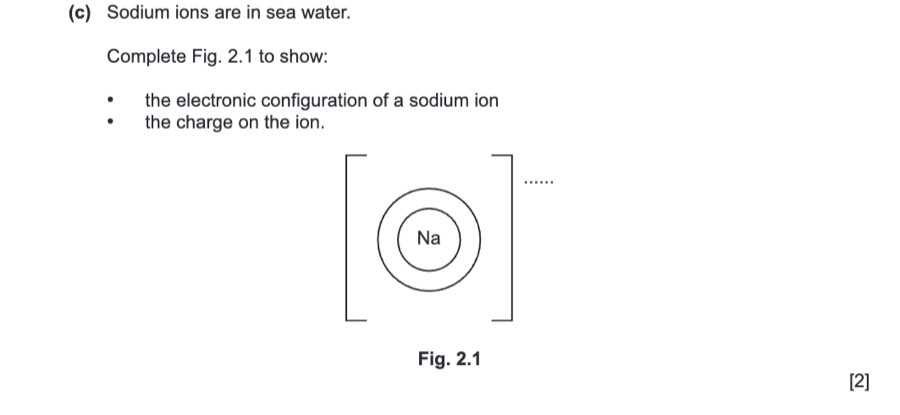 (c) Sodium ions are in sea water.
Complete Fig. 2.1 to show:
• the electronic configuration of a sodium ion
• the charge on the ion.
......
Na
Fig. 2.1
[2]